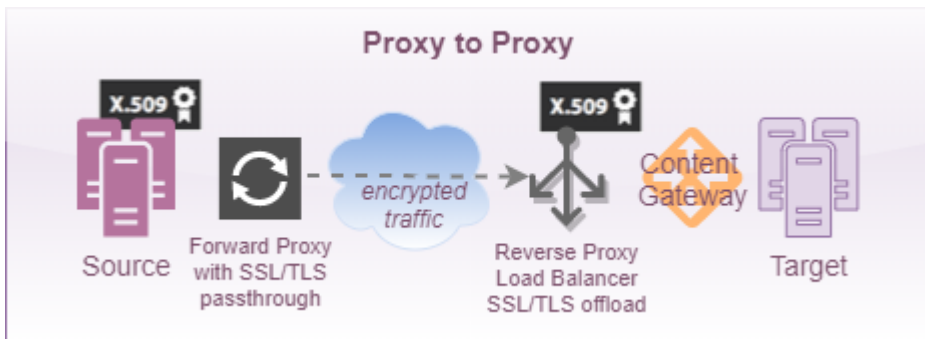 Proxy to Proxy
X.509
X.509
encrypted
traffic
Content
Gateway
Source
Forward Proxy
with SSL/TLS
passthrough
Reverse Proxy
Load Balancer
SSL/TLS offload
Target